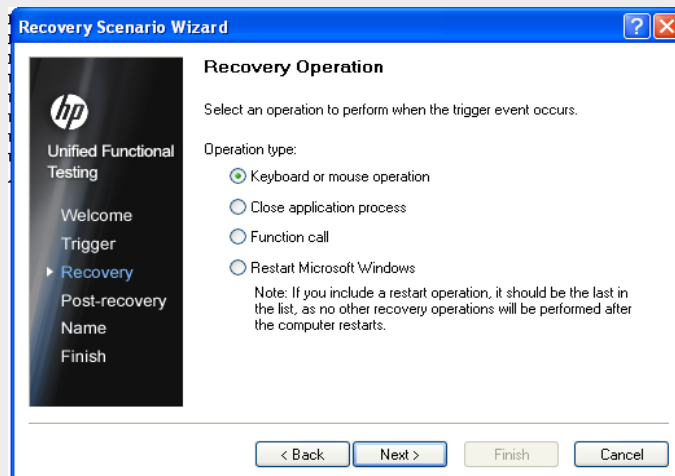 Recovery Scenario Wizard
hp
Unified Functional
Testing
Welcome
Trigger
Recovery
Post-recovery
Name
Finish
Recovery Operation
Select an operation to perform when the trigger event occurs.
Operation type:
Keyboard or mouse operation
Close application process
Function call
Restart Microsoft Windows
Note: If you include a restart operation, it should be the last in
the list, as no other recovery operations will be performed after
the computer restarts.
< Back
Next >
Finish
Cancel